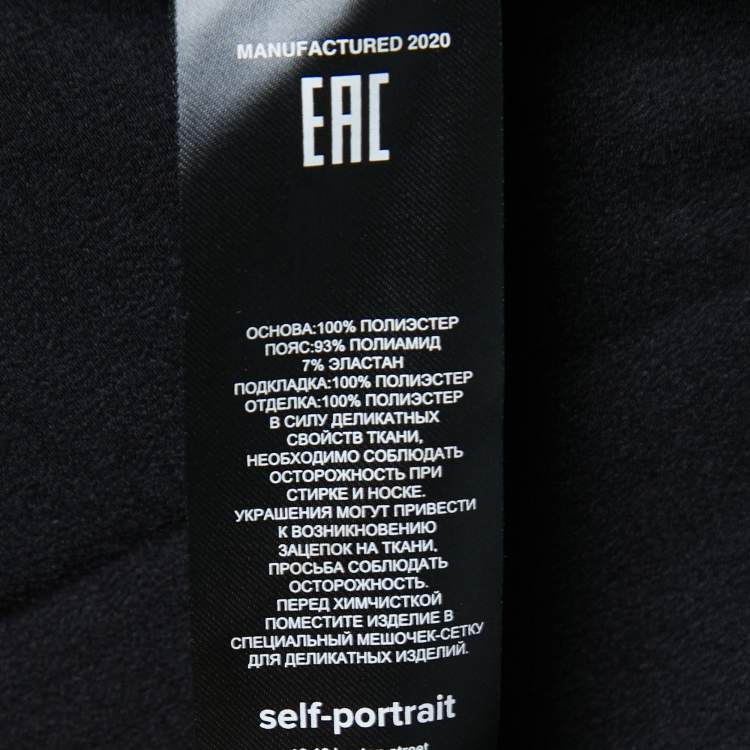 MANUFACTURED 2020
EAC
ОСНОВА:100% ПОЛИЭСТЕР
ПОЯС:93% ПОЛИАМИД
7% ЭЛАСТАН
ПОДКЛАДКА:100% ПОЛИЭСТЕР
ОТДЕЛКА:100% ПОЛИЭСТЕР
В СИЛУ ДЕЛИКАТНЫХ
СВОЙСТВ ТКАНИ,
НЕОБХОДИМО СОБЛЮДАТЬ
ОСТОРОЖНОСТЬ ПРИ
СТИРКЕ И НОСКЕ.
УКРАШЕНИЯ МОГУТ ПРИВЕСТИ
К ВОЗНИКНОВЕНИЮ
ЗАЦЕПОК НА ТКАНИ,
ПРОСЬБА СОБЛЮДАТЬ
ОСТОРОЖНОСТЬ.
ПЕРЕД ХИМЧИСТКОЙ
ПОМЕСТИТЕ ИЗДЕЛИЕ В
СПЕЦИАЛЬНЫЙ МЕШОЧЕК-СЕТКУ
ДЛЯ ДЕЛИКАТНЫХ ИЗДЕЛИЙ.
self-portrait